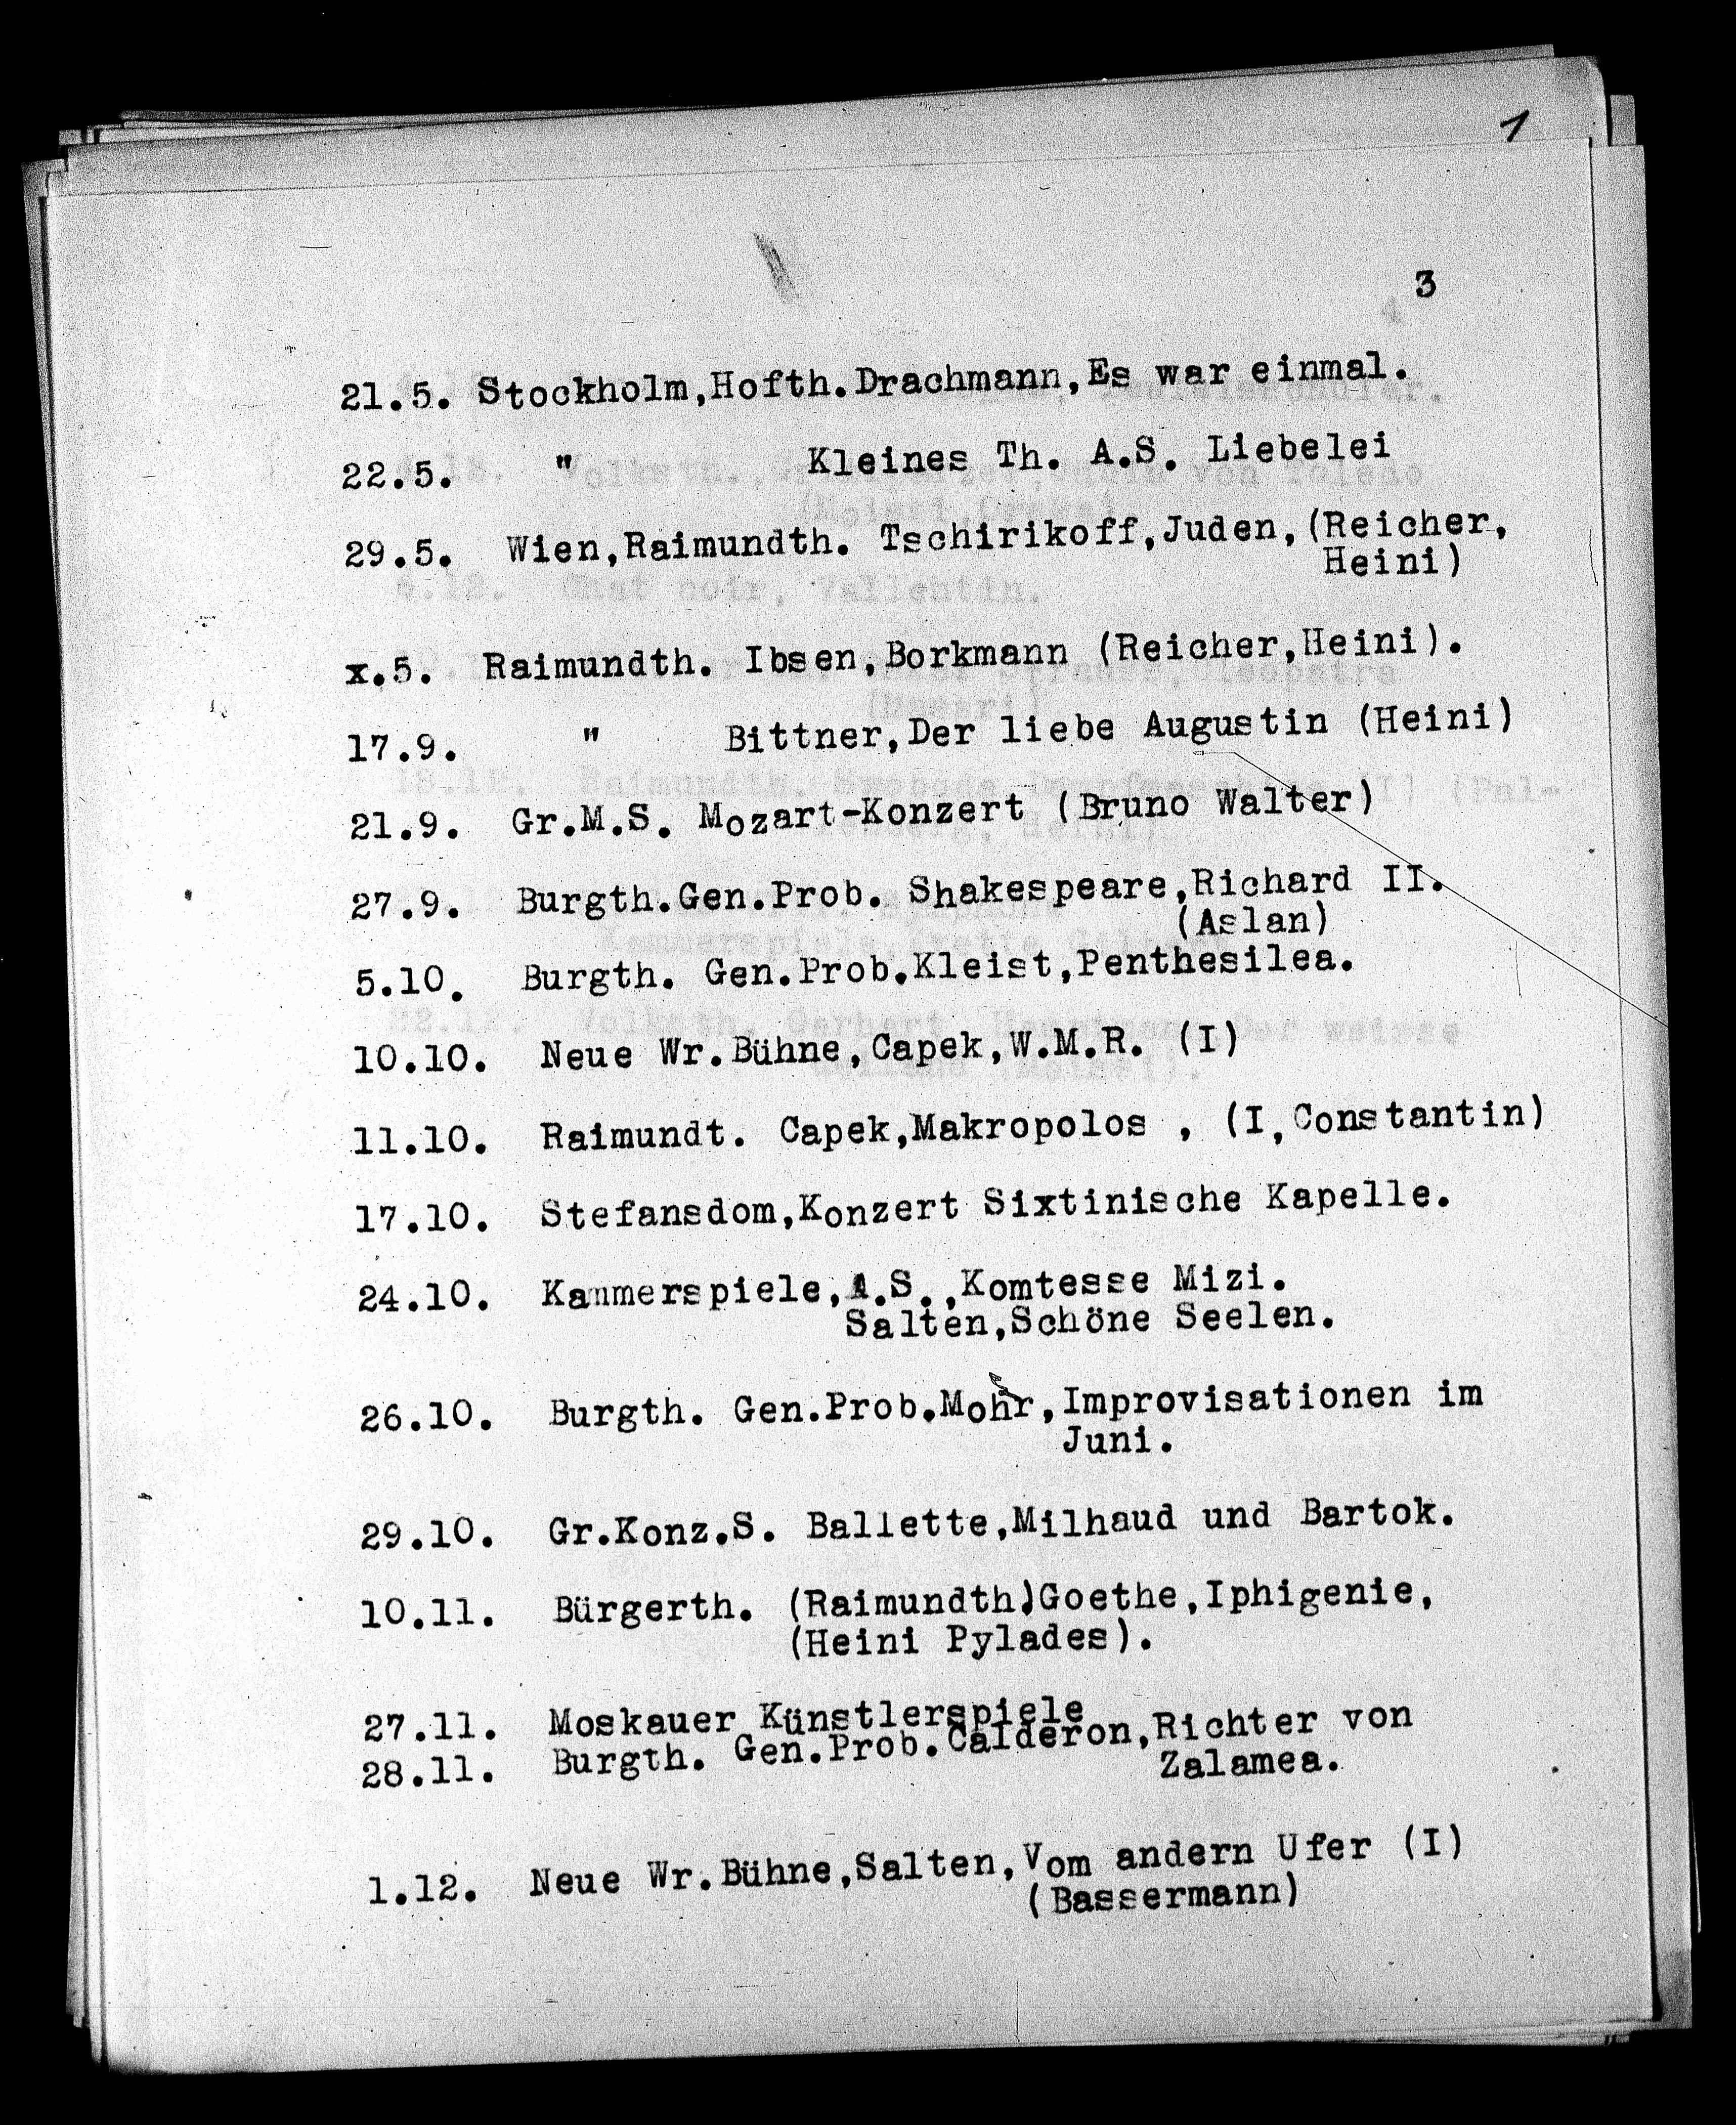 1
3
21.5. Stockholm,Hofth.Drachmann,Es war einmal.
22.5. " Kleines Th. A.S. Liebelei
29.5. Wien,Raimundth. Tschirikoff,Juden,(Reicher,
Heini)
x.5. Raimundth. Ibsen,Borkmann (Reicher,Heini).
17.9. " Bittner,Der liebe Augustin (Heini)
21.9. Gr.M.S. Mozart-Konzert (Bruno Walter)
27.9. Burgth.Gen.Prob. Shakespeare,Richard II.
(Aslan)
5.10. Burgth. Gen.Prob.Kleist,Penthesilea.
10.10. Neue Wr.Bühne,Capek,W.M.R. (I)
11.10. Raimundt. Capek,Makropolos , (I,Constantin)
17.10. Stefansdom,Konzert Sixtinische Kapelle.
24.10. Kammerspiele,A.S.,Komtesse Mizi.
Salten,Schöne Seelen.
26.10. Burgth. Gen.Prob.Mohr,Improvisationen im
Juni.
29.10. Gr.Konz.S. Ballette,Milhaud und Bartok.
10.11. Bürgerth. (Raimundth)Goethe,Iphigenie,
(Heini Pylades).
27.11. Moskauer Künstlerspiele
28.11. Burgth. Gen.Prob.Calderon,Richter von
Zalamea.
1.12. Neue Wr.Bühne,Salten,Vom andern Ufer (I)
(Bassermann)